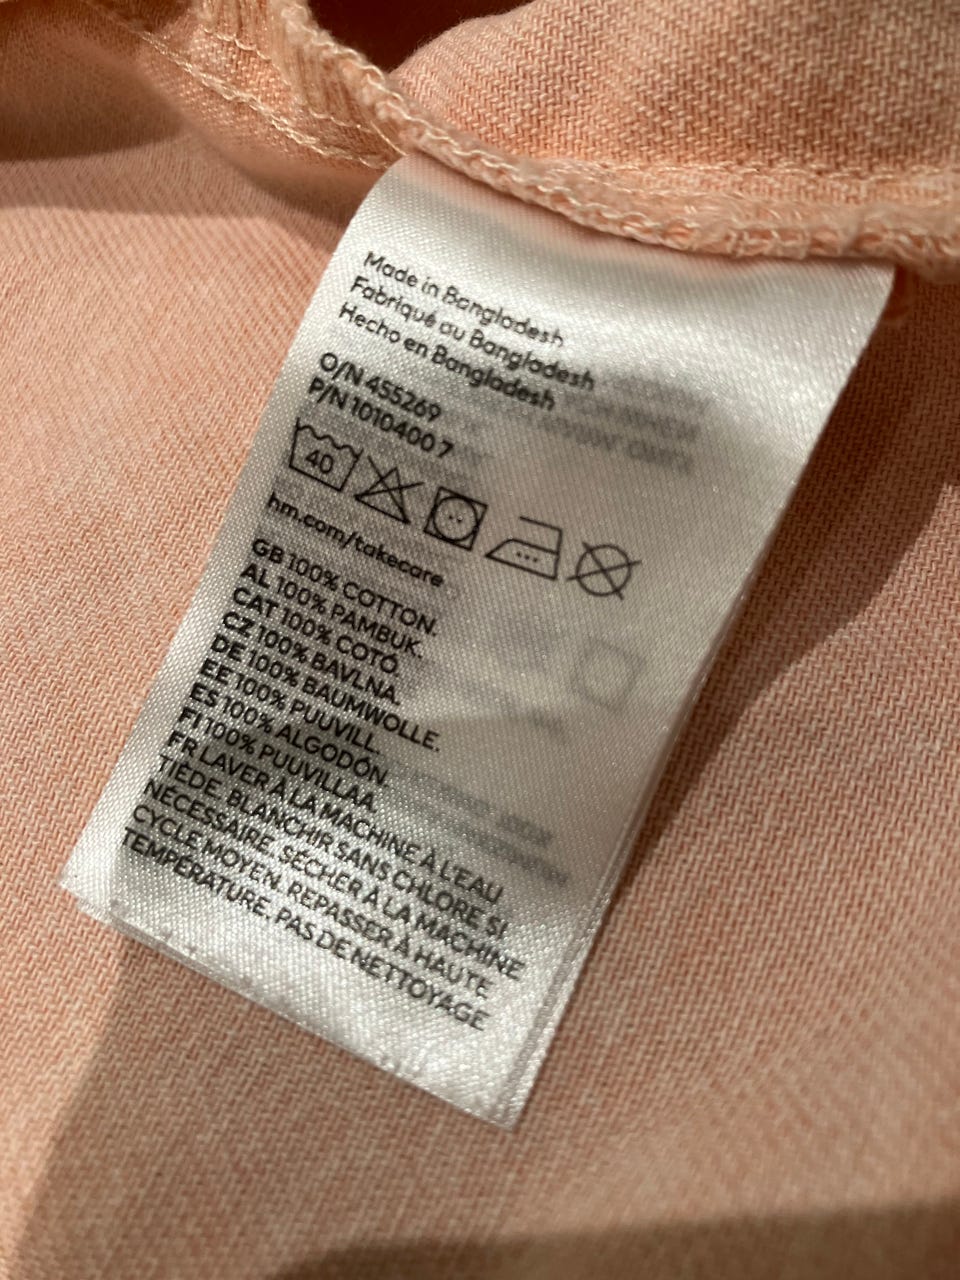 Made in Bangladesh
Fabriqué au Bangladesh
Hecho en Bangladesh
O/N 455269
P/N 1010400 7
40
hm.com/takecare
GB 100% COTTON.
AL 100% PAMBUK.
CAT 100% COTÓ.
CZ 100% BAVLNA.
DE 100% BAUMWOLLE.
EE 100% PUUVILL.
ES 100% ALGODÓN.
FI 100% PUUVILLAA
FR LAVER À LA MACHINE À L'EAU
TIÈDE. BLANCHIR SANS CHLORE SI
NÉCESSAIRE. SÉCHER À LA MACHINE
CYCLE MOYEN. REPASSER À HAUTE
TEMPÉRATURE. PAS DE NETTOYAGE